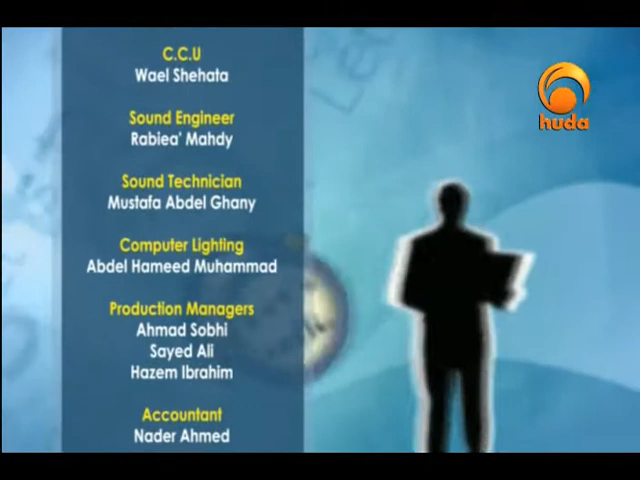 C.C.U
Wael Shehata
Sound Engineer
Rabiea' Mahdy
Sound Technician
Mustafa Abdel Ghany
Computer Lighting
Abdel Hameed Muhammad
Production Managers
Ahmad Sobhi
Sayed Ali
Hazem Ibrahim
Accountant
Nader Ahmed
huda